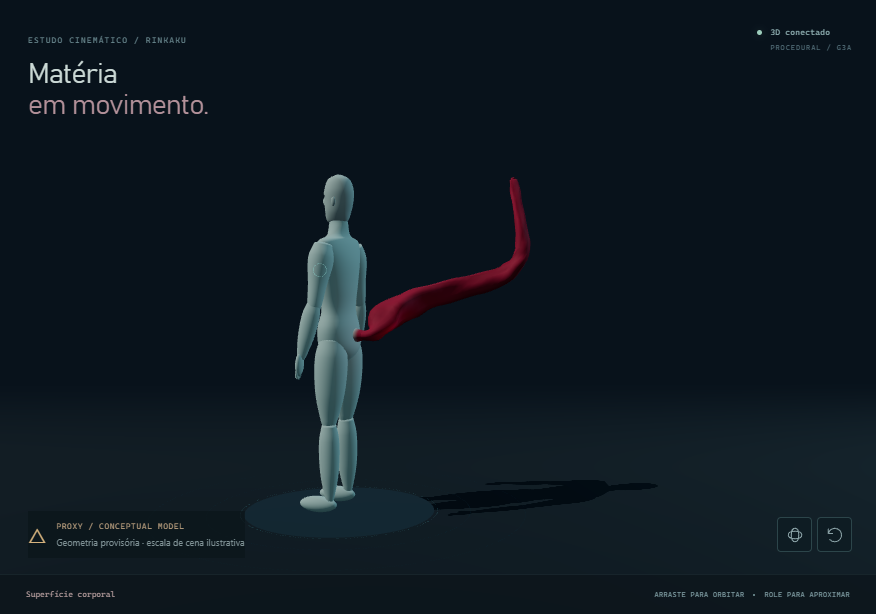 ESTUDO CINEMÁTICO / RINKAKU
Matéria
em movimento.
3D conectado
PROCEDURAL / G3A
PROXY / CONCEPTUAL MODEL
Geometria provisória · escala de cena ilustrativa
Superfície corporal
ARRASTE PARA ORBITAR • ROLE PARA APROXIMAR